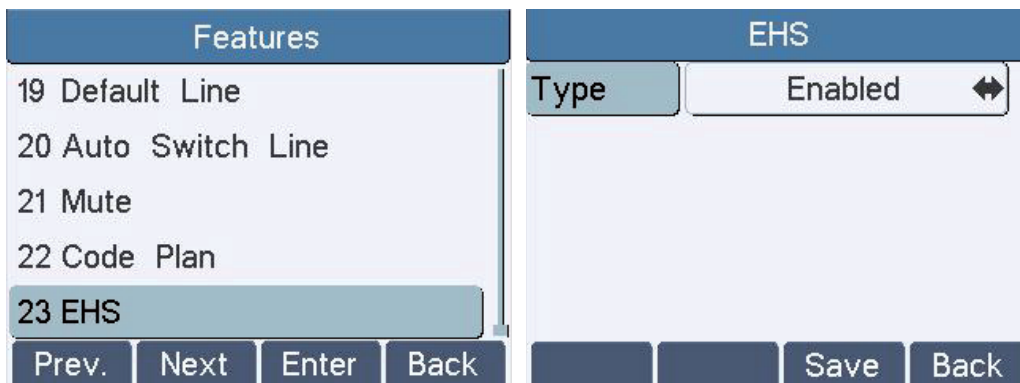 Features
19 Default Line
20 Auto Switch Line
21 Mute
22 Code Plan
23 EHS
Prev. Next Enter Back
EHS
Type Enabled
Save Back